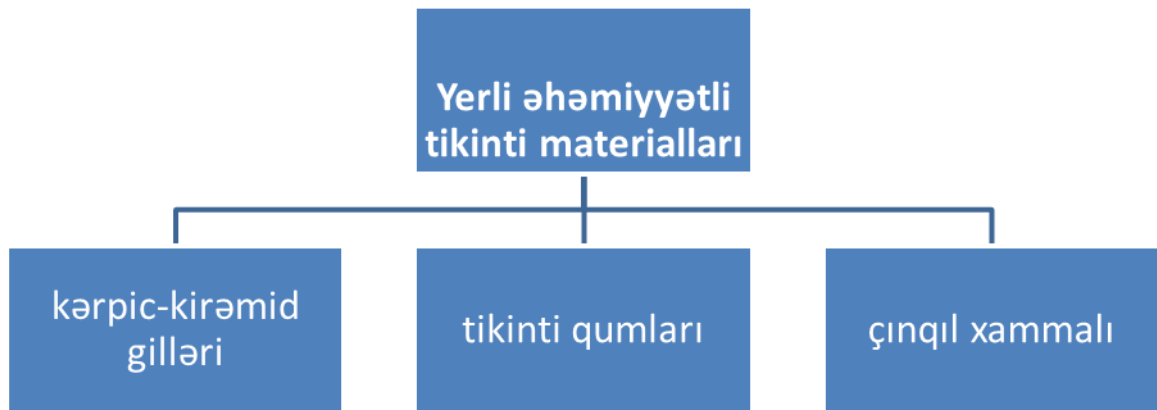 Yerli əhəmiyyətli
tikinti materialları
kərpic-kirəmid
gilləri
tikinti qumları
çınqıl xammalı